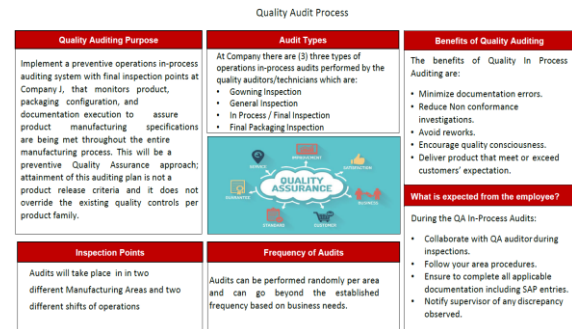 Quality Audit Process
Quality Auditing Purpose
Implement a preventive operations in-process
auditing system with final inspection points at
Company J, that monitors product,
packaging configuration, and
documentation execution to assure
product manufacturing specifications
are being met throughout the entire
manufacturing process. This will be a
preventive Quality Assurance approach;
attainment of this auditing plan is not a
product release criteria and it does not
override the existing quality controls per
product family.
Audit Types
At Company there are (3) three types of
operations in-process audits performed by the
quality auditors/technicians which are:
• Gowning Inspection
• General Inspection
• In Process / Final Inspection
• Final Packaging Inspection
SERVICE
MANAGEMENT
SATISFACTION
GUARANTEE
QUALITY
ASSURANCE
BUSINESS
STANDARD
CUSTOMER
Benefits of Quality Auditing
The benefits of Quality In Process
Auditing are:
• Minimize documentation errors.
• Reduce Non conformance
investigations.
• Avoid reworks.
• Encourage quality consciousness.
• Deliver product that meet or exceed
customers' expectation.
What is expected from the employee?
During the QA In-Process Audits:
• Collaborate with QA auditor during
inspections.
• Follow your area procedures.
• Ensure to complete all applicable
documentation including SAP entries.
• Notify supervisor of any discrepancy
observed.
Inspection Points
Audits will take place in in two
different Manufacturing Areas and two
different shifts of operations
Frequency of Audits
Audits can be performed randomly per area
and can go beyond the established
frequency based on business needs.